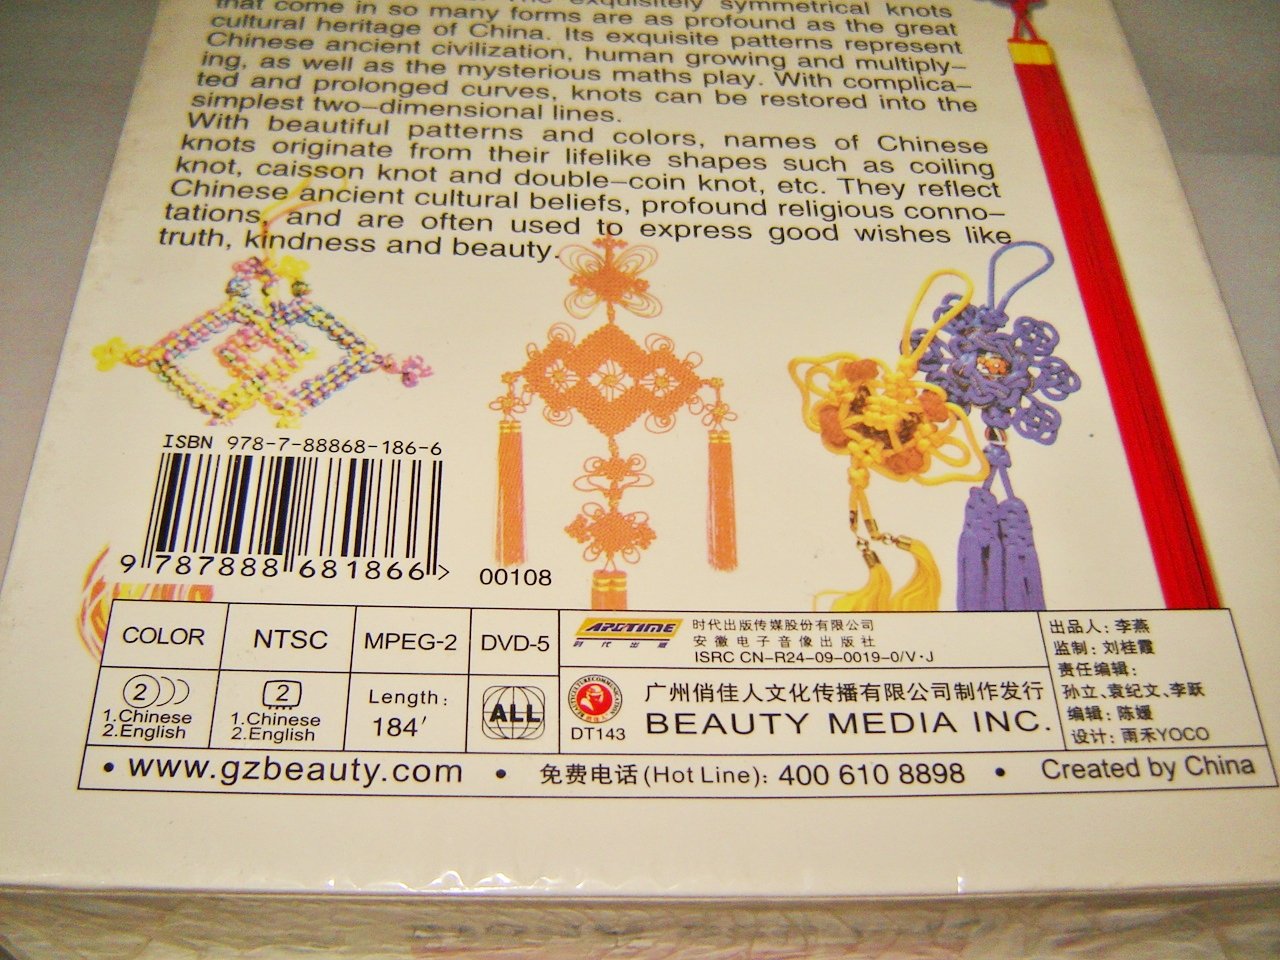 The exquisitely symmetrical knots
that come in so many forms are as profound as the great
cultural heritage of China. Its exquisite patterns represent
Chinese ancient civilization, human growing and multiply–
ing, as well as the mysterious maths play. With complica–
ted and prolonged curves, knots can be restored into the
simplest two–dimensional lines.
With beautiful patterns and colors, names of Chinese
knots originate from their lifelike shapes such as coiling
knot, caisson knot and double–coin knot, etc. They reflect
Chinese ancient cultural beliefs, profound religious conno–
tations, and are often used to express good wishes like
truth, kindness and beauty.
ISBN 978-7-88868-186-6
9 787888 681866 >
00108
COLOR
NTSC
MPEG-2
DVD-5
2
1.Chinese
2.English
2
1.Chinese
2.English
Length:
184′
ALL
时代出版
时代出版传媒股份有限公司
安徽电子音像出版社
ISRC CN-R24-09-0019-0/V·J
DT143
广州俏佳人文化传播有限公司制作发行
BEAUTY MEDIA INC.
出品人: 李燕
监制: 刘桂霞
责任编辑:
孙立、袁纪文、李跃
编辑: 陈媛
设计: 雨禾YOCO
• www.gzbeauty.com • 免费电话(Hot Line): 400 610 8898 • Created by China